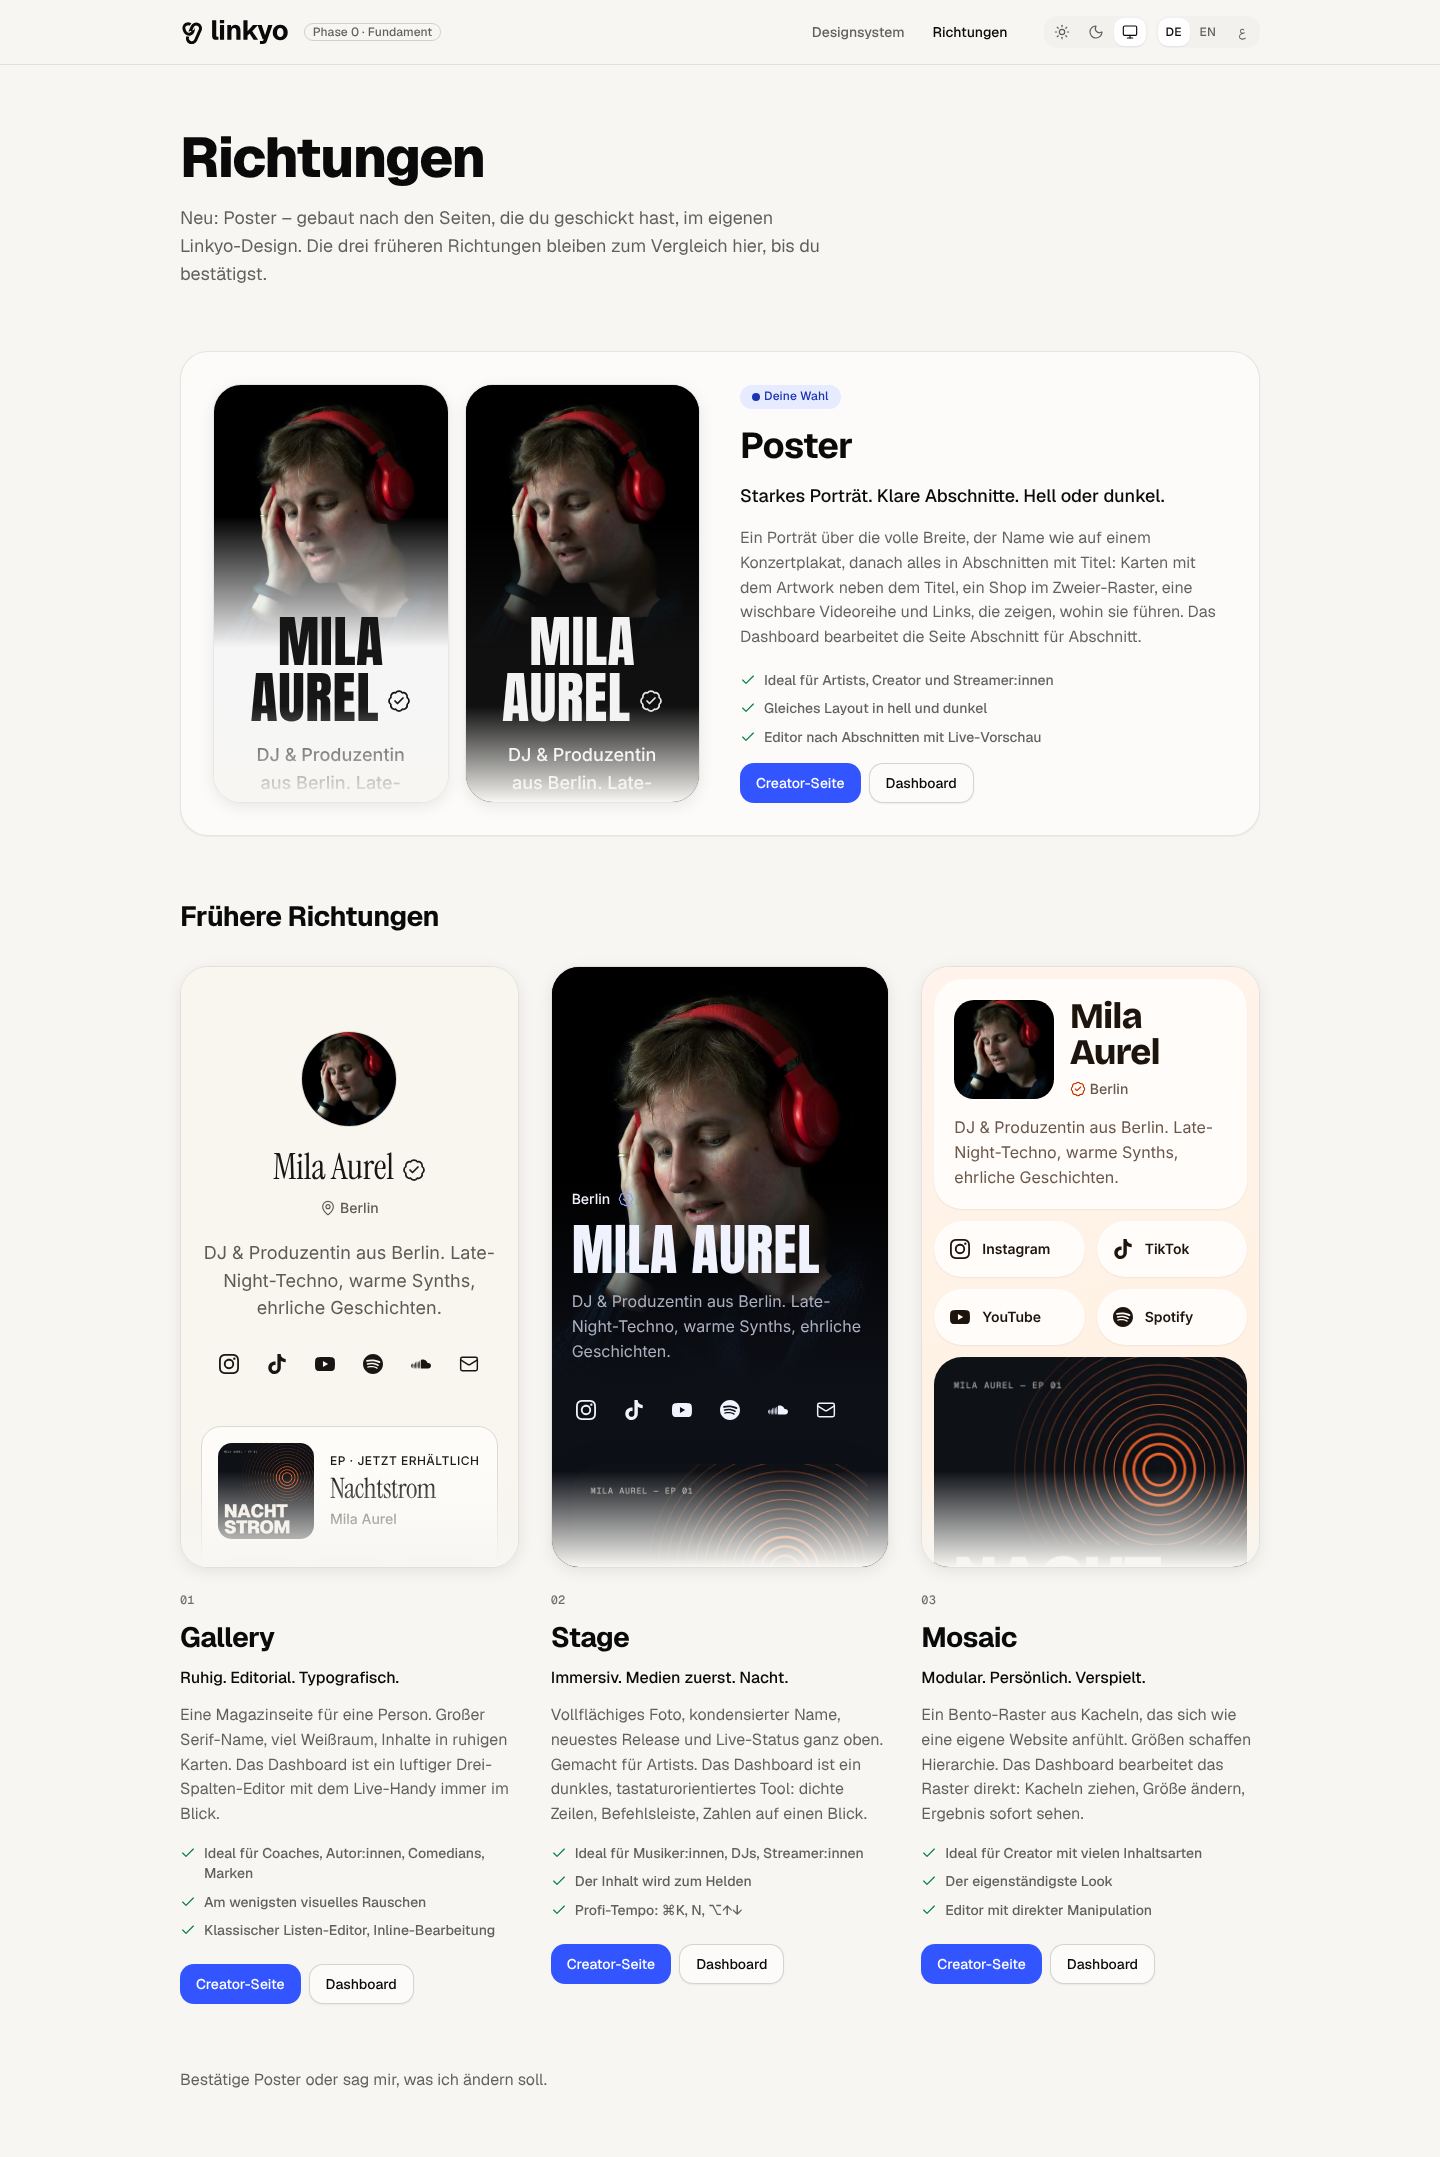 linkyo
Phase 0 · Fundament
Designsystem
Richtungen
DE
EN
ع
Richtungen
Neu: Poster – gebaut nach den Seiten, die du geschickt hast, im eigenen
Linkyo-Design. Die drei früheren Richtungen bleiben zum Vergleich hier, bis du
bestätigst.
MILA
AUREL
DJ & Produzentin
aus Berlin. Late-
MILA
AUREL
DJ & Produzentin
aus Berlin. Late-
Deine Wahl
Poster
Starkes Porträt. Klare Abschnitte. Hell oder dunkel.
Ein Porträt über die volle Breite, der Name wie auf einem
Konzertplakat, danach alles in Abschnitten mit Titel: Karten mit
dem Artwork neben dem Titel, ein Shop im Zweier-Raster, eine
wischbare Videoreihe und Links, die zeigen, wohin sie führen. Das
Dashboard bearbeitet die Seite Abschnitt für Abschnitt.
Ideal für Artists, Creator und Streamer:innen
Gleiches Layout in hell und dunkel
Editor nach Abschnitten mit Live-Vorschau
Creator-Seite
Dashboard
Frühere Richtungen
Mila Aurel
Berlin
DJ & Produzentin aus Berlin. Late-
Night-Techno, warme Synths,
ehrliche Geschichten.
NACHT
STROM
EP · JETZT ERHÄLTLICH
Nachtstrom
Mila Aurel
01
Gallery
Ruhig. Editorial. Typografisch.
Eine Magazinseite für eine Person. Großer
Serif-Name, viel Weißraum, Inhalte in ruhigen
Karten. Das Dashboard ist ein luftiger Drei-
Spalten-Editor mit dem Live-Handy immer im
Blick.
Ideal für Coaches, Autor:innen, Comedians,
Marken
Am wenigsten visuelles Rauschen
Klassischer Listen-Editor, Inline-Bearbeitung
Creator-Seite
Dashboard
Berlin
MILA AUREL
DJ & Produzentin aus Berlin. Late-
Night-Techno, warme Synths, ehrliche
Geschichten.
MILA AUREL — EP 01
02
Stage
Immersiv. Medien zuerst. Nacht.
Vollflächiges Foto, kondensierter Name,
neuestes Release und Live-Status ganz oben.
Gemacht für Artists. Das Dashboard ist ein
dunkles, tastaturorientiertes Tool: dichte
Zeilen, Befehlsleiste, Zahlen auf einen Blick.
Ideal für Musiker:innen, DJs, Streamer:innen
Der Inhalt wird zum Helden
Profi-Tempo: ⌘K, N, ⌥↑↓
Creator-Seite
Dashboard
Mila
Aurel
Berlin
DJ & Produzentin aus Berlin. Late-
Night-Techno, warme Synths,
ehrliche Geschichten.
Instagram
TikTok
YouTube
Spotify
MILA AUREL — EP 01
NACHT
03
Mosaic
Modular. Persönlich. Verspielt.
Ein Bento-Raster aus Kacheln, das sich wie
eine eigene Website anfühlt. Größen schaffen
Hierarchie. Das Dashboard bearbeitet das
Raster direkt: Kacheln ziehen, Größe ändern,
Ergebnis sofort sehen.
Ideal für Creator mit vielen Inhaltsarten
Der eigenständigste Look
Editor mit direkter Manipulation
Creator-Seite
Dashboard
Bestätige Poster oder sag mir, was ich ändern soll.